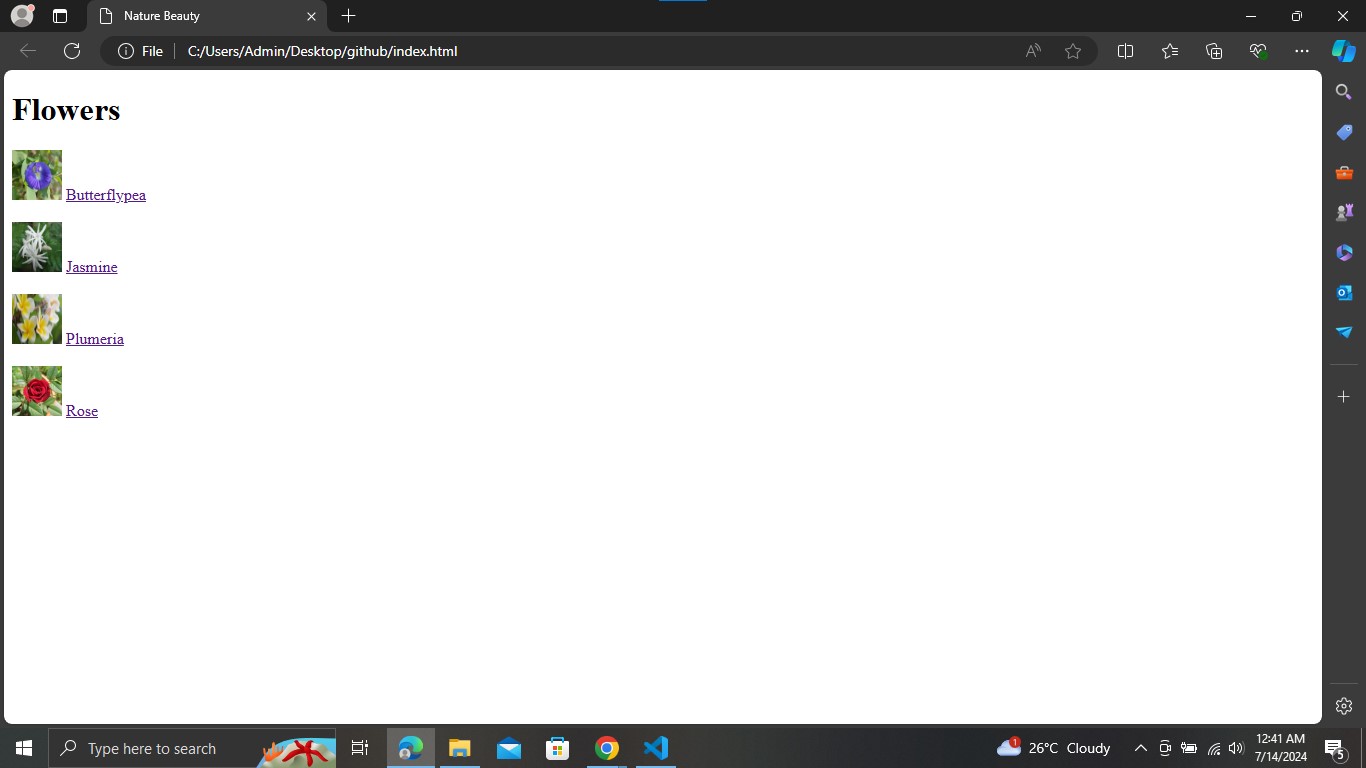 Nature Beauty
File
C:/Users/Admin/Desktop/github/index.html
Flowers
Butterflypea
Jasmine
Plumeria
Rose
Type here to search
1
26°C Cloudy
12:41 AM
7/14/2024
5